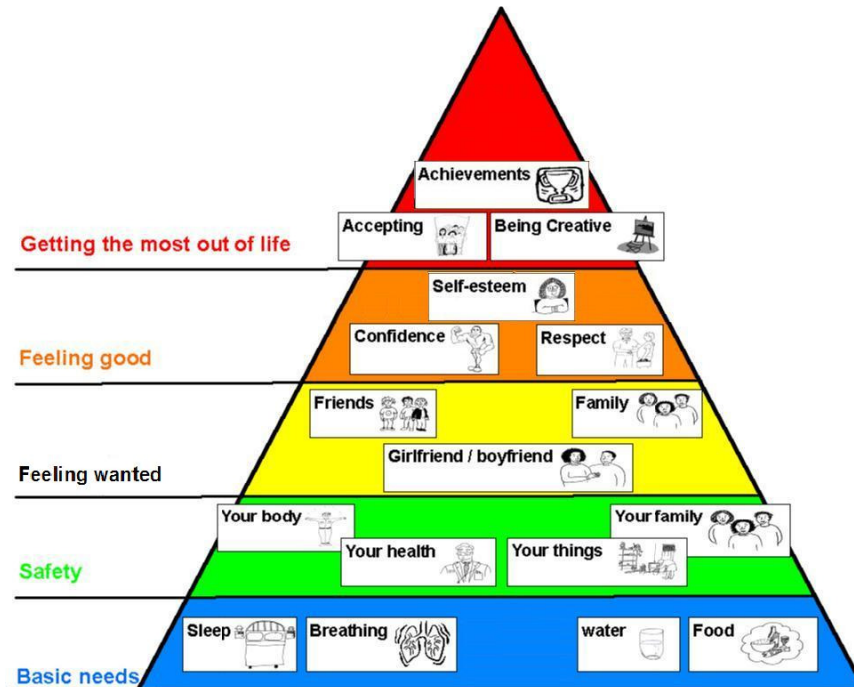 Achievements
Accepting
Being Creative
Getting the most out of life
Self-esteem
Confidence
Respect
Feeling good
Friends
Family
Girlfriend / boyfriend
Feeling wanted
Your body
Your family
Your health
Your things
Safety
Sleep
Breathing
water
Food
Basic needs